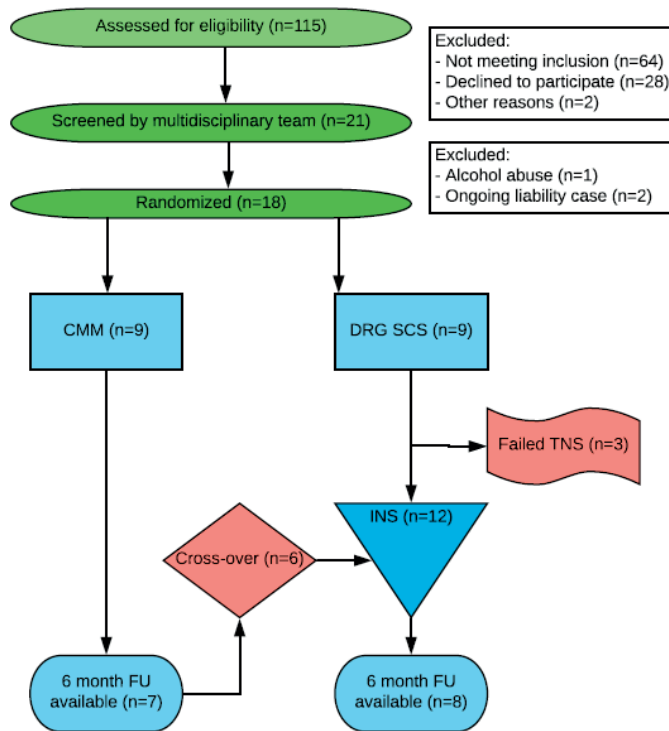 Assessed for eligibility (n=115)
Excluded:
- Not meeting inclusion (n=64)
- Declined to participate (n=28)
- Other reasons (n=2)
Screened by multidisciplinary team (n=21)
Excluded:
- Alcohol abuse (n=1)
- Ongoing liability case (n=2)
Randomized (n=18)
CMM (n=9)
DRG SCS (n=9)
Failed TNS (n=3)
INS (n=12)
Cross-over (n=6)
6 month FU
available (n=7)
6 month FU
available (n=8)